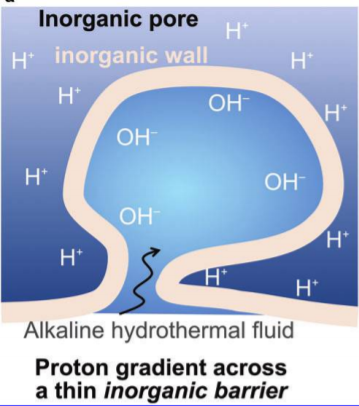 Inorganic pore
H⁺
H⁺
inorganic wall
H⁺
H⁺
OH⁻
H⁺
OH⁻
H⁺
OH⁻
OH⁻
H⁺
H⁺
H⁺
H⁺
Alkaline hydrothermal fluid
Proton gradient across
a thin inorganic barrier